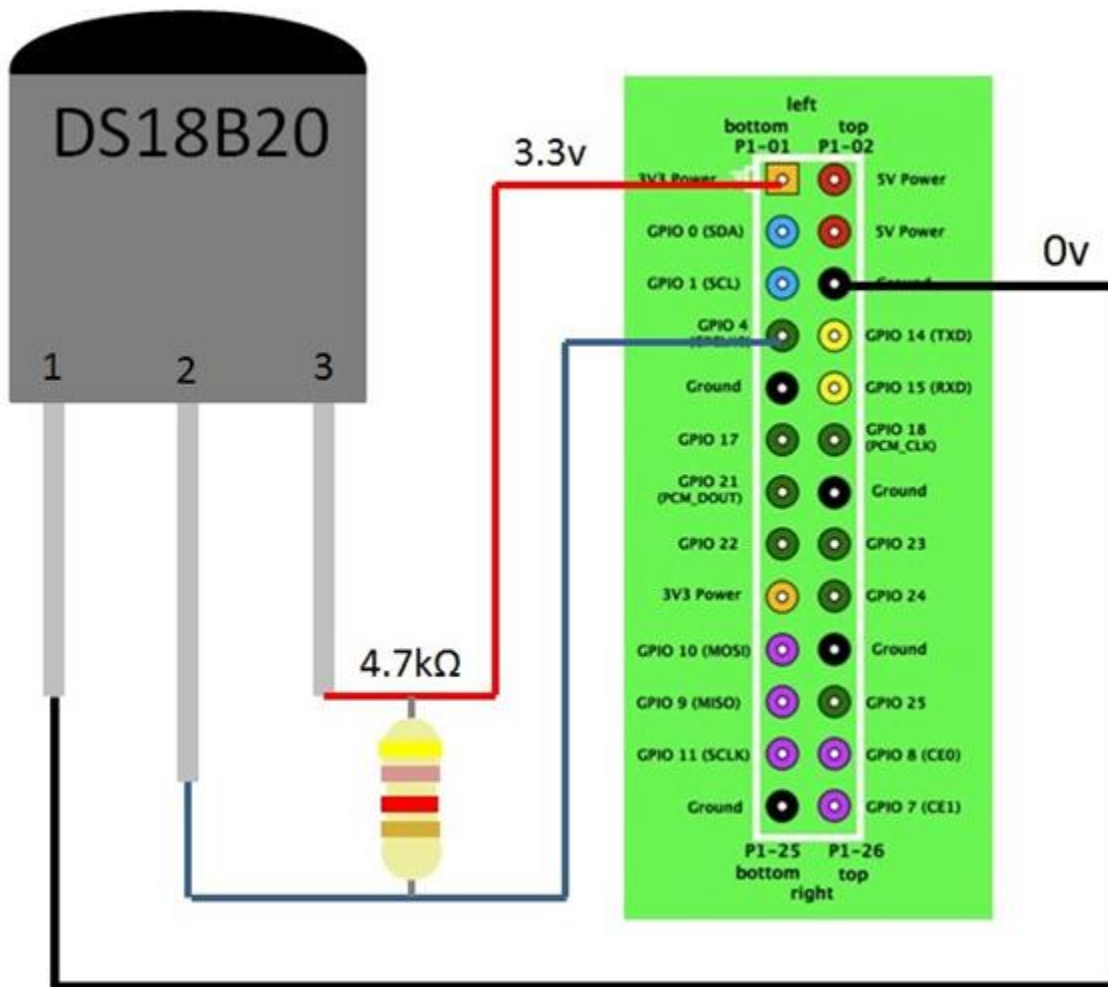 DS18B20
1
2
3
4.7kΩ
3.3v
0v
left
bottom
top
P1-01
P1-02
3V3 Power
5V Power
GPIO 0 (SDA)
5V Power
GPIO 1 (SCL)
Ground
GPIO 4
GPIO 14 (TXD)
Ground
GPIO 15 (RXD)
GPIO 17
GPIO 18
(PCM_CLK)
GPIO 21
(PCM_DOUT)
Ground
GPIO 22
GPIO 23
3V3 Power
GPIO 24
GPIO 10 (MOSI)
Ground
GPIO 9 (MISO)
GPIO 25
GPIO 11 (SCLK)
GPIO 8 (CE0)
Ground
GPIO 7 (CE1)
P1-25
P1-26
bottom
top
right